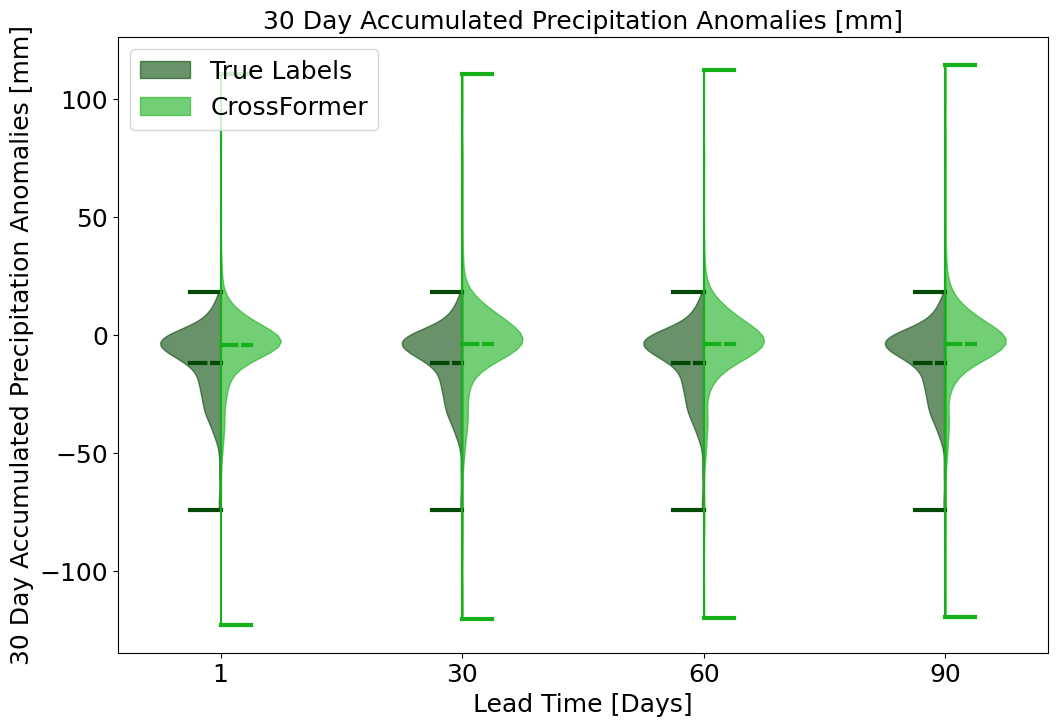 30 Day Accumulated Precipitation Anomalies [mm]
True Labels
CrossFormer
30 Day Accumulated Precipitation Anomalies [mm]
100
50
0
−50
−100
1 30 60 90
Lead Time [Days]